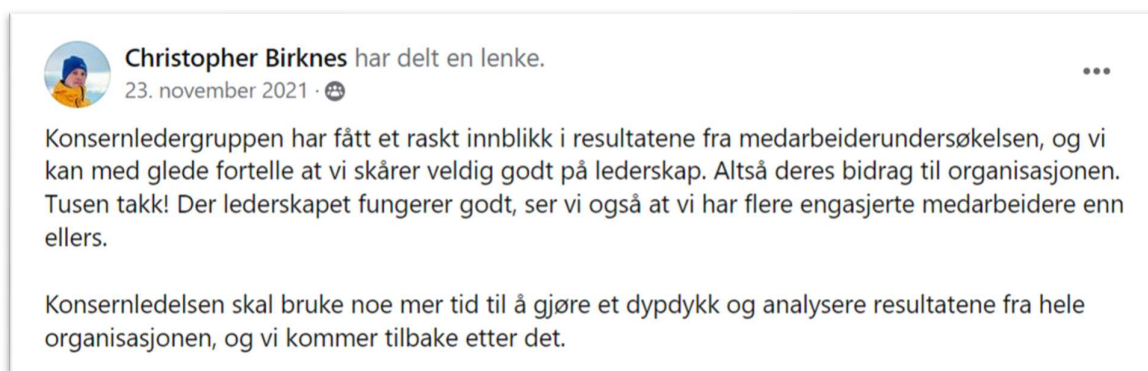 Christopher Birknes har delt en lenke.
23. november 2021 ·
Konsernledergruppen har fått et raskt innblikk i resultatene fra medarbeiderundersøkelsen, og vi
kan med glede fortelle at vi skårer veldig godt på lederskap. Altså deres bidrag til organisasjonen.
Tusen takk! Der lederskapet fungerer godt, ser vi også at vi har flere engasjerte medarbeidere enn
ellers.
Konsernledelsen skal bruke noe mer tid til å gjøre et dypdykk og analysere resultatene fra hele
organisasjonen, og vi kommer tilbake etter det.